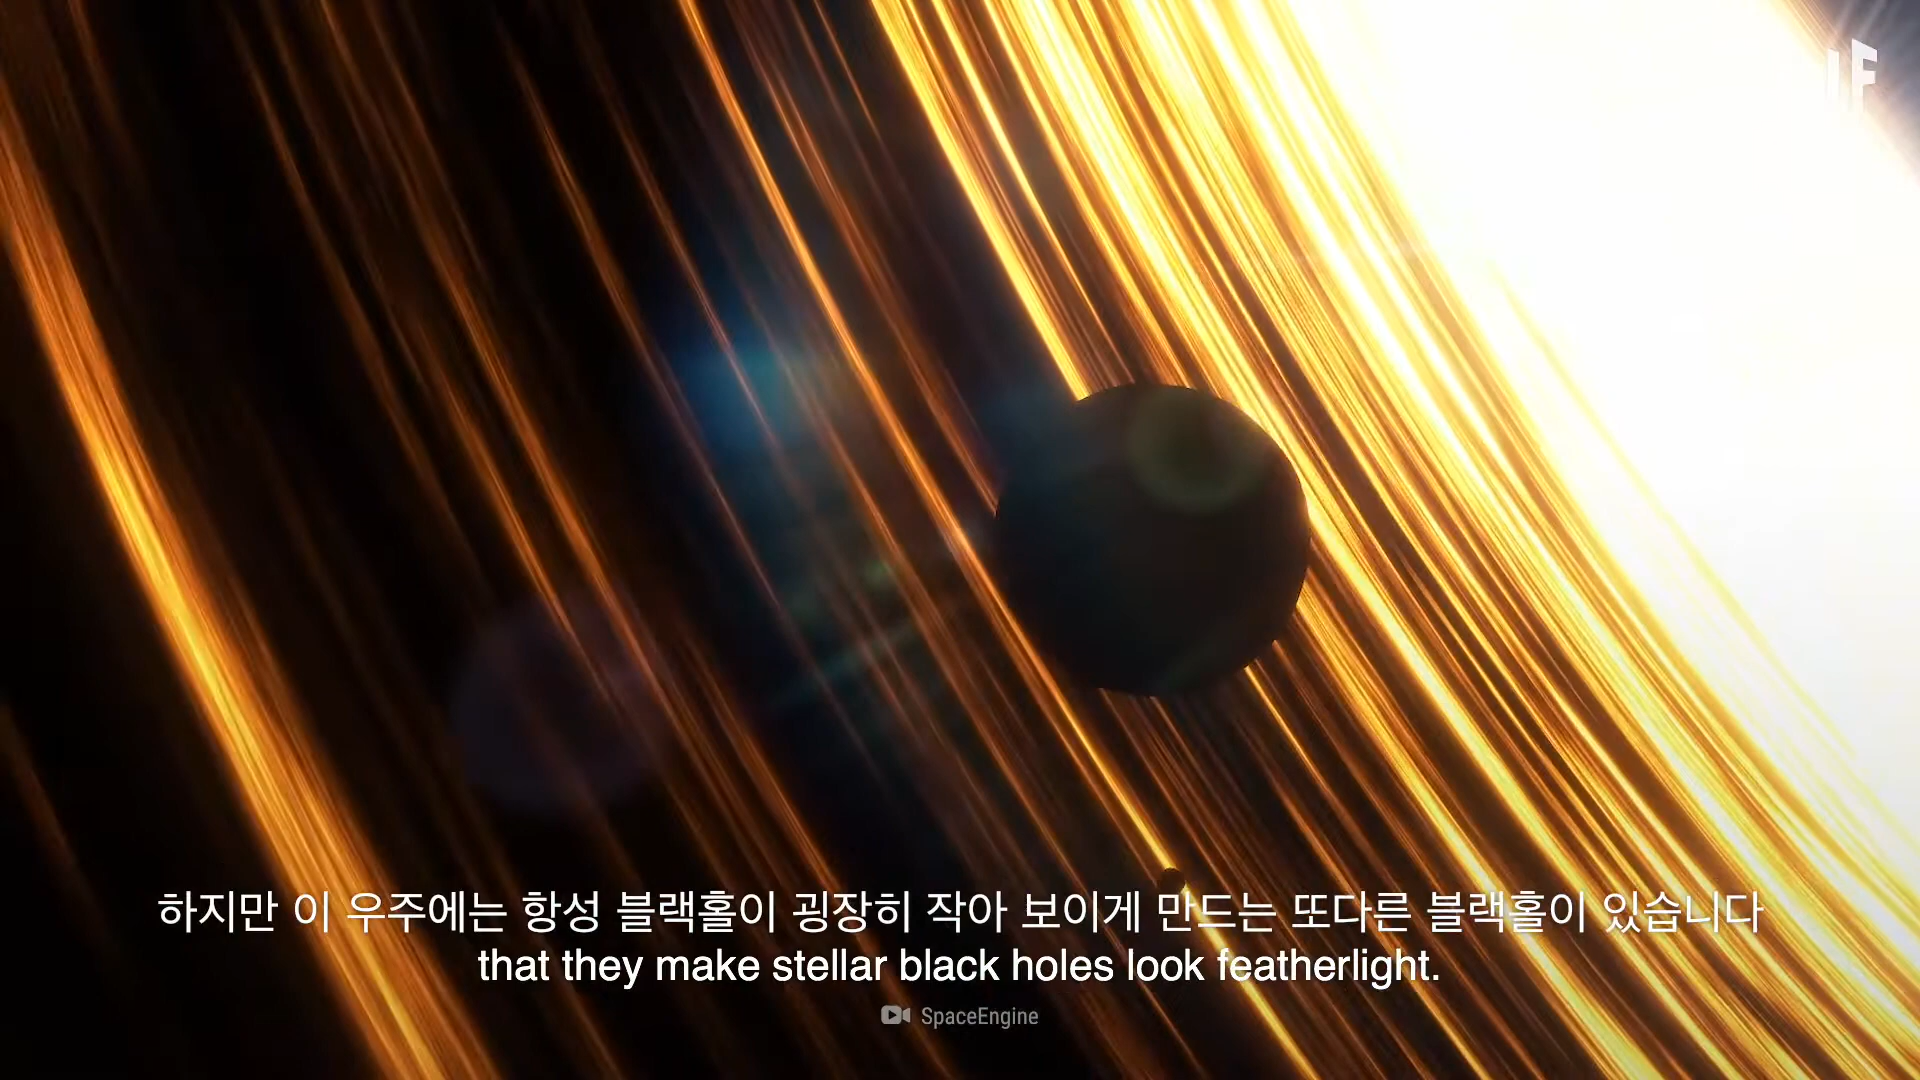 IF
하지만 이 우주에는 항성 블랙홀이 굉장히 작아 보이게 만드는 또다른 블랙홀이 있습니다
that they make stellar black holes look featherlight.
SpaceEngine